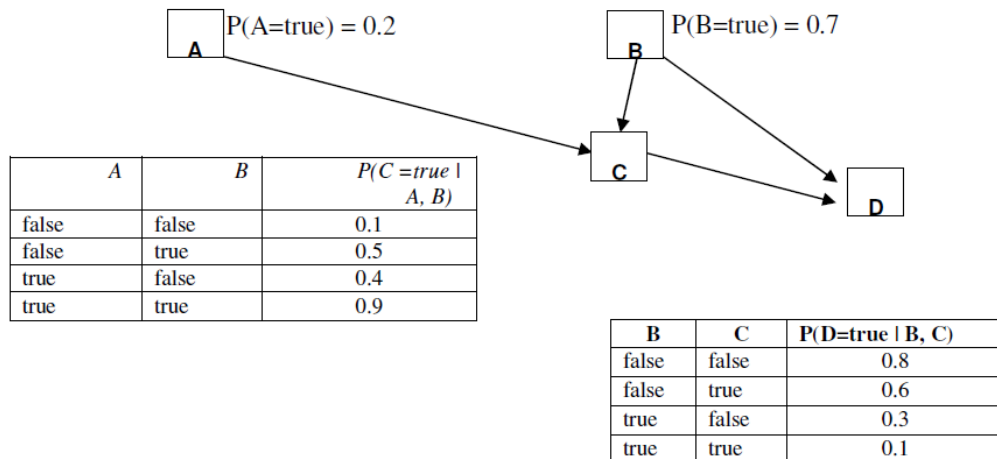 P(A=true) = 0.2
A
P(B=true) = 0.7
B
C
D
A B P(C =true | A, B)
false false 0.1
false true 0.5
true false 0.4
true true 0.9
B C P(D=true | B, C)
false false 0.8
false true 0.6
true false 0.3
true true 0.1